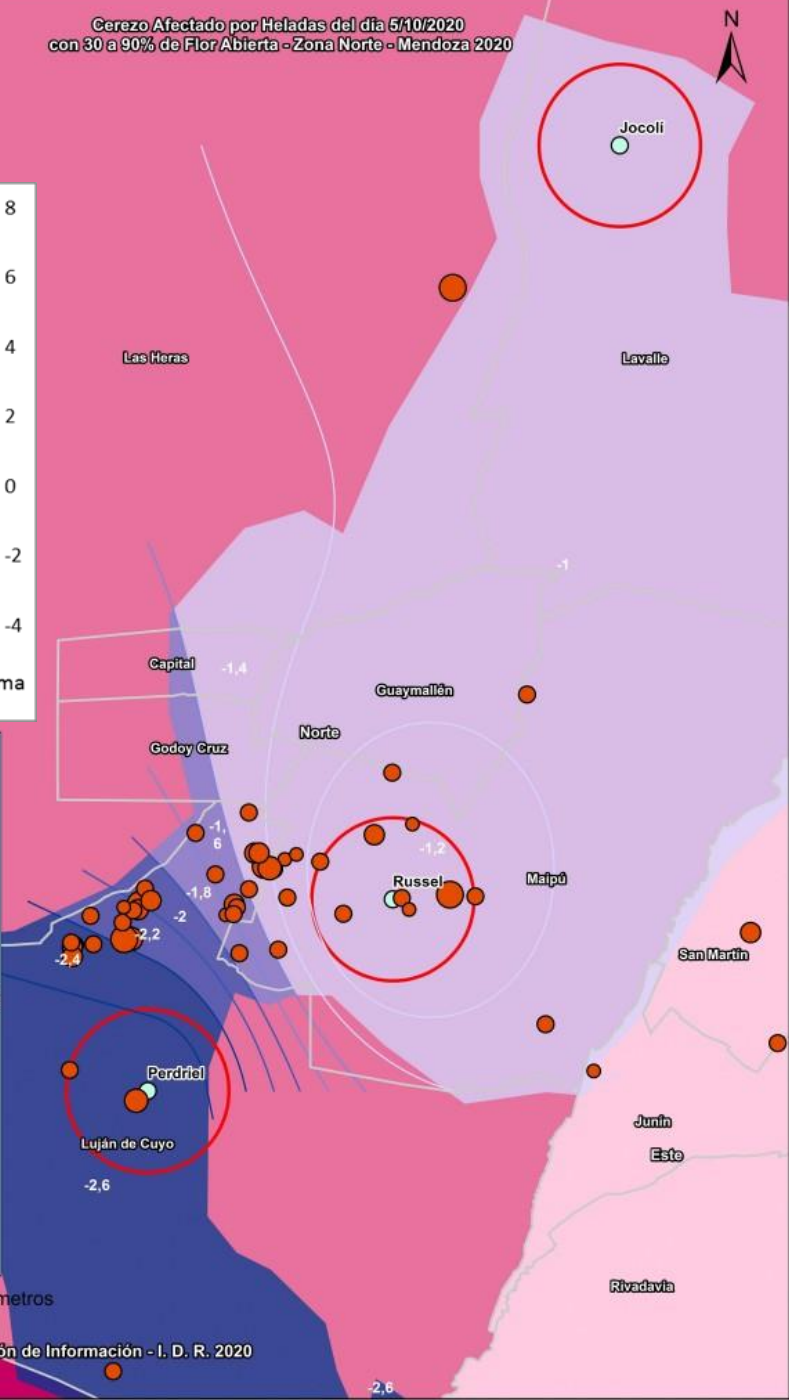 Cerezo Afectado por Heladas del día 5/10/2020
con 30 a 90% de Flor Abierta - Zona Norte - Mendoza 2020
N
Jocolí
8
6
4
2
0
-2
-4
ma
Las Heras
Lavalle
-1
Capital
-1,4
Guaymallén
Norte
Godoy Cruz
-1,
6
-1,2
Russel
Maipú
-1,8
-2
-2,2
-2,4
San Martín
Perdriel
Luján de Cuyo
-2,6
Junín
Este
Rivadavia
metros
ón de Información - I. D. R. 2020
-2,6